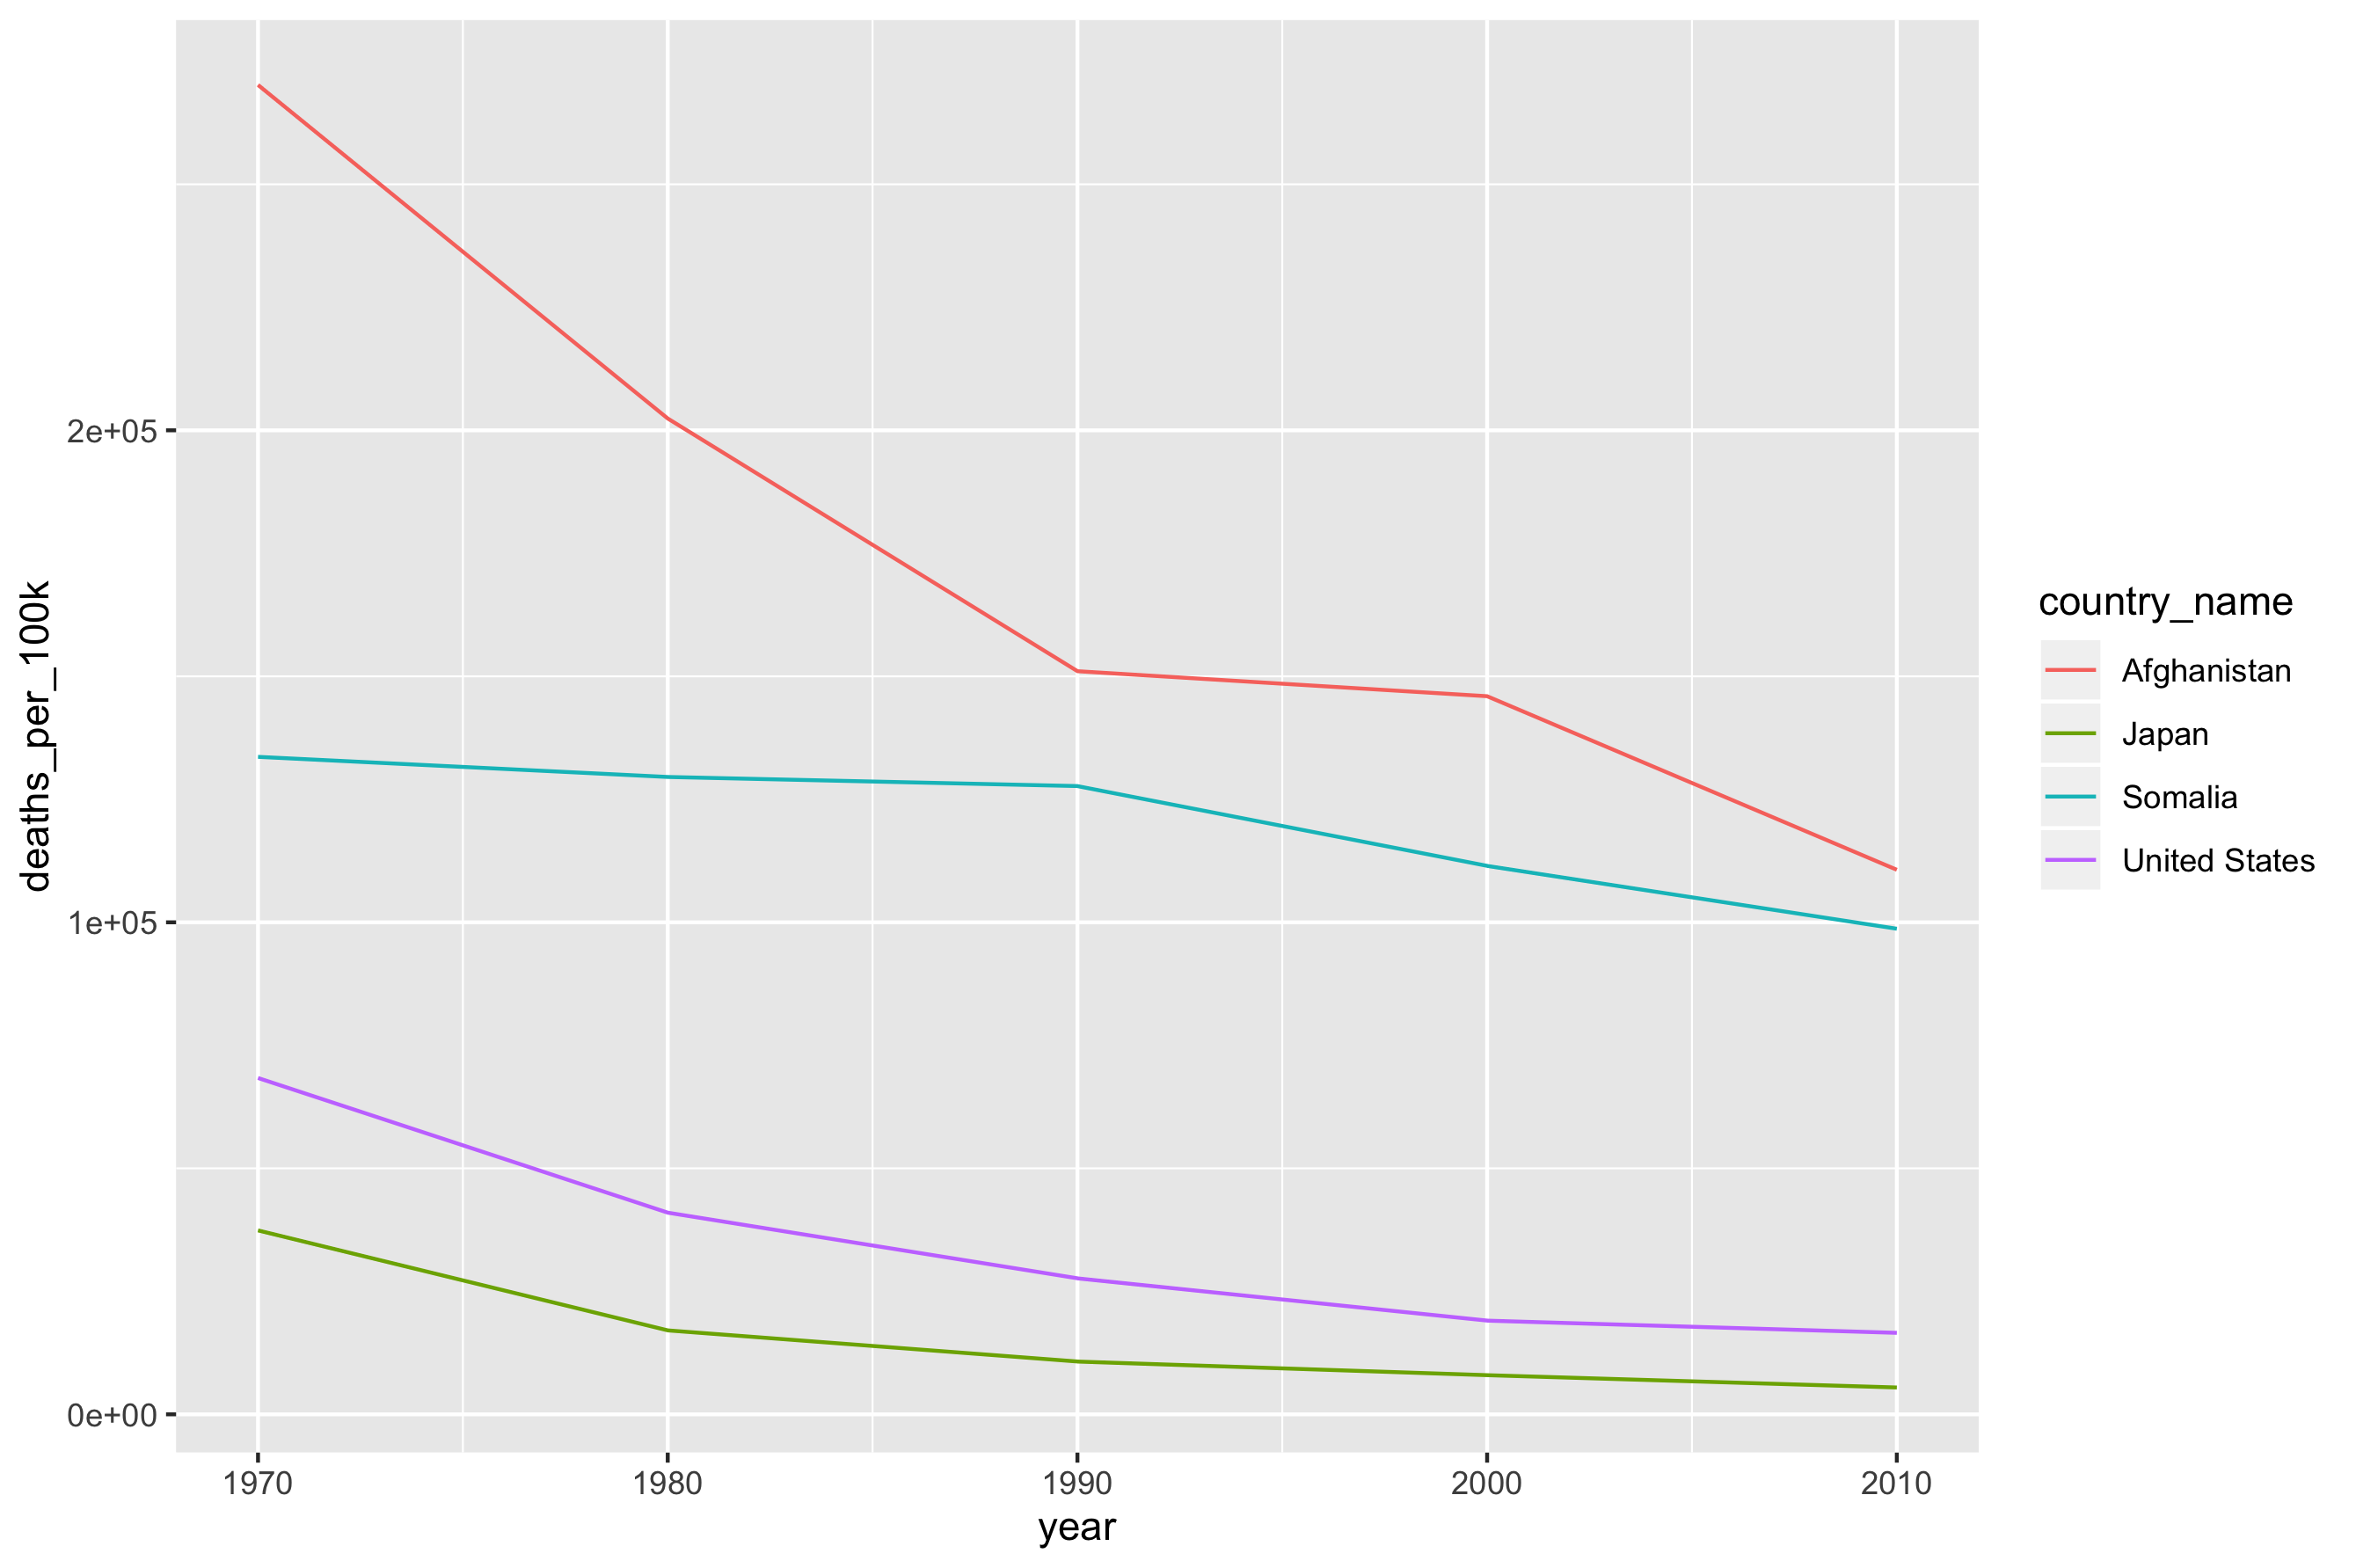 deaths_per_100k
2e+05
1e+05
0e+00
1970 1980 1990 2000 2010
year
country_name
Afghanistan
Japan
Somalia
United States